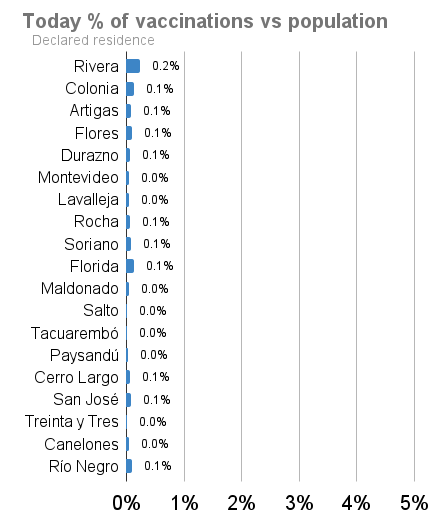 Today % of vaccinations vs population
Declared residence
Rivera 0.2%
Colonia 0.1%
Artigas 0.1%
Flores 0.1%
Durazno 0.1%
Montevideo 0.0%
Lavalleja 0.0%
Rocha 0.1%
Soriano 0.1%
Florida 0.1%
Maldonado 0.0%
Salto 0.0%
Tacuarembó 0.0%
Paysandú 0.0%
Cerro Largo 0.1%
San José 0.1%
Treinta y Tres 0.0%
Canelones 0.0%
Río Negro 0.1%
0% 1% 2% 3% 4% 5%